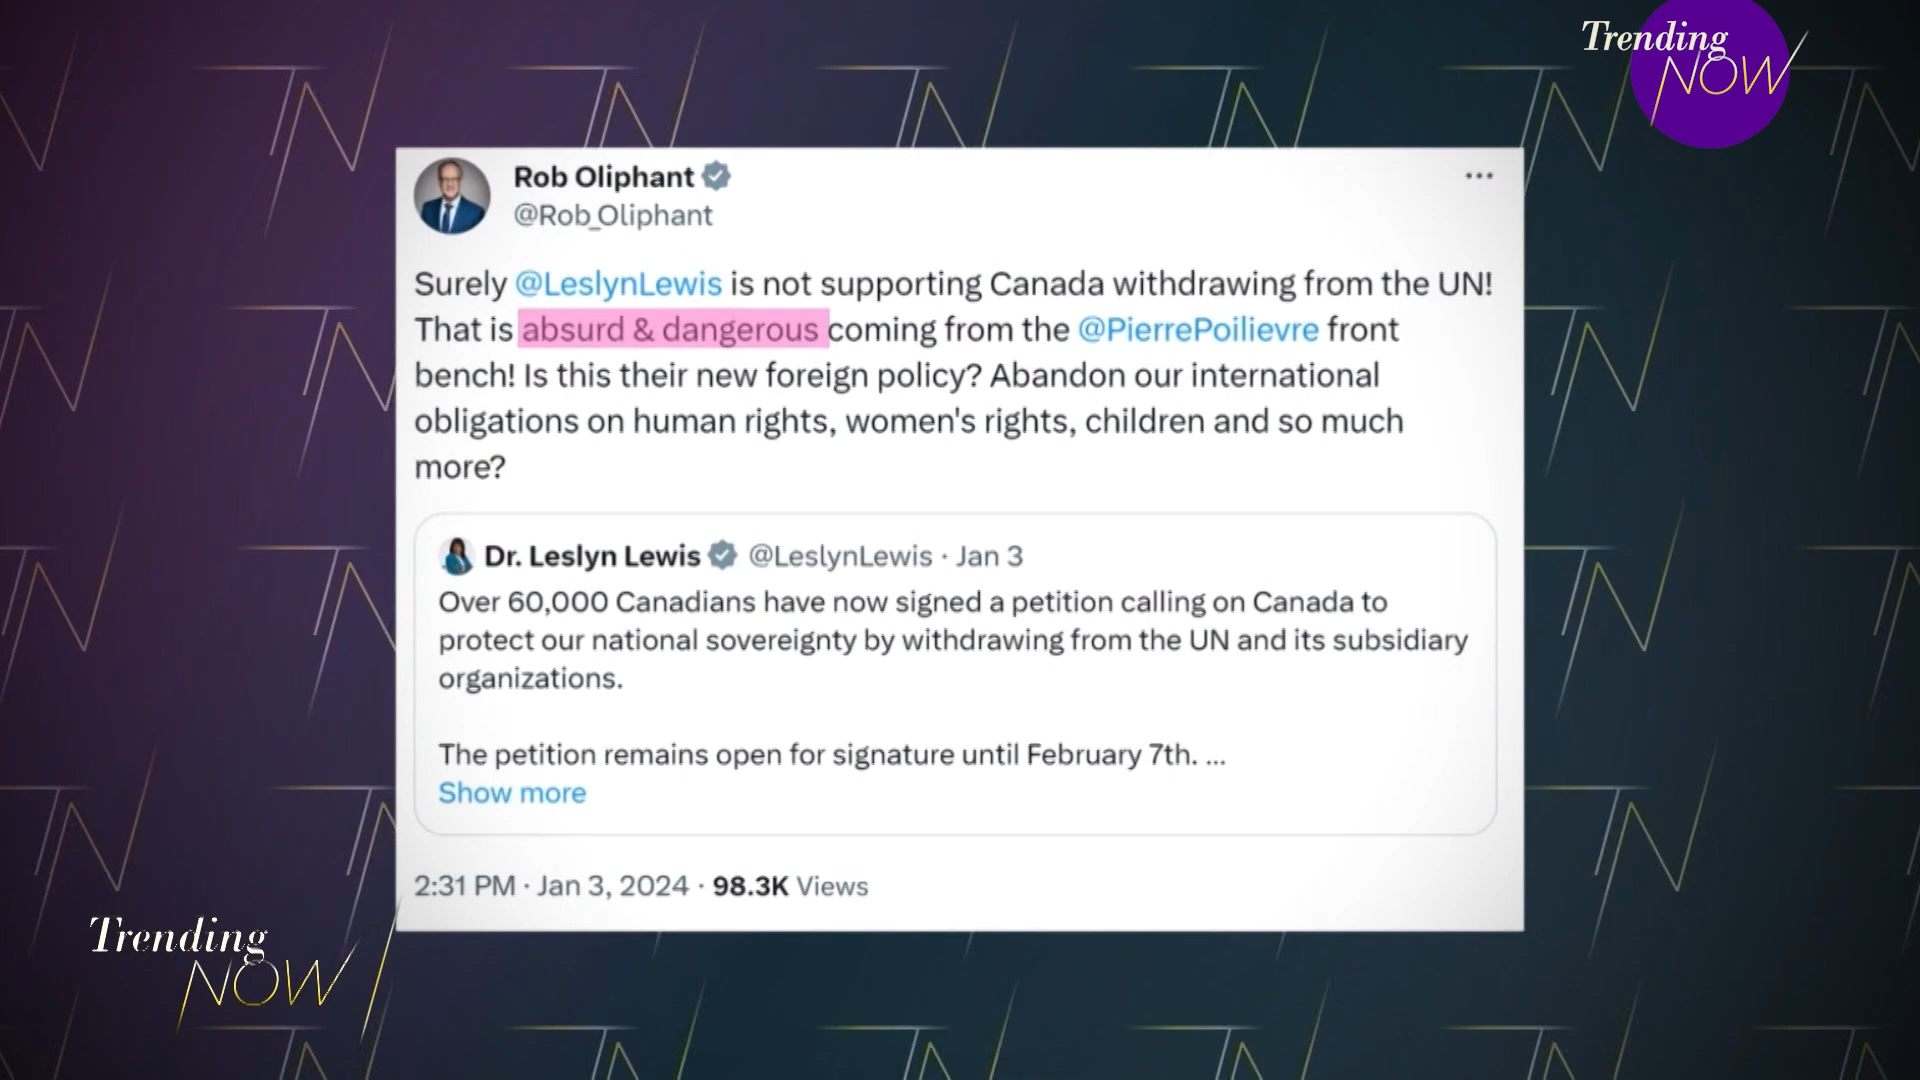 Trending
NOW
Rob Oliphant
@Rob_Oliphant
Surely @LeslynLewis is not supporting Canada withdrawing from the UN!
That is absurd & dangerous coming from the @PierrePoilievre front
bench! Is this their new foreign policy? Abandon our international
obligations on human rights, women's rights, children and so much
more?
Dr. Leslyn Lewis @LeslynLewis · Jan 3
Over 60,000 Canadians have now signed a petition calling on Canada to
protect our national sovereignty by withdrawing from the UN and its subsidiary
organizations.
The petition remains open for signature until February 7th. ...
Show more
2:31 PM · Jan 3, 2024 · 98.3K Views
Trending
NOW